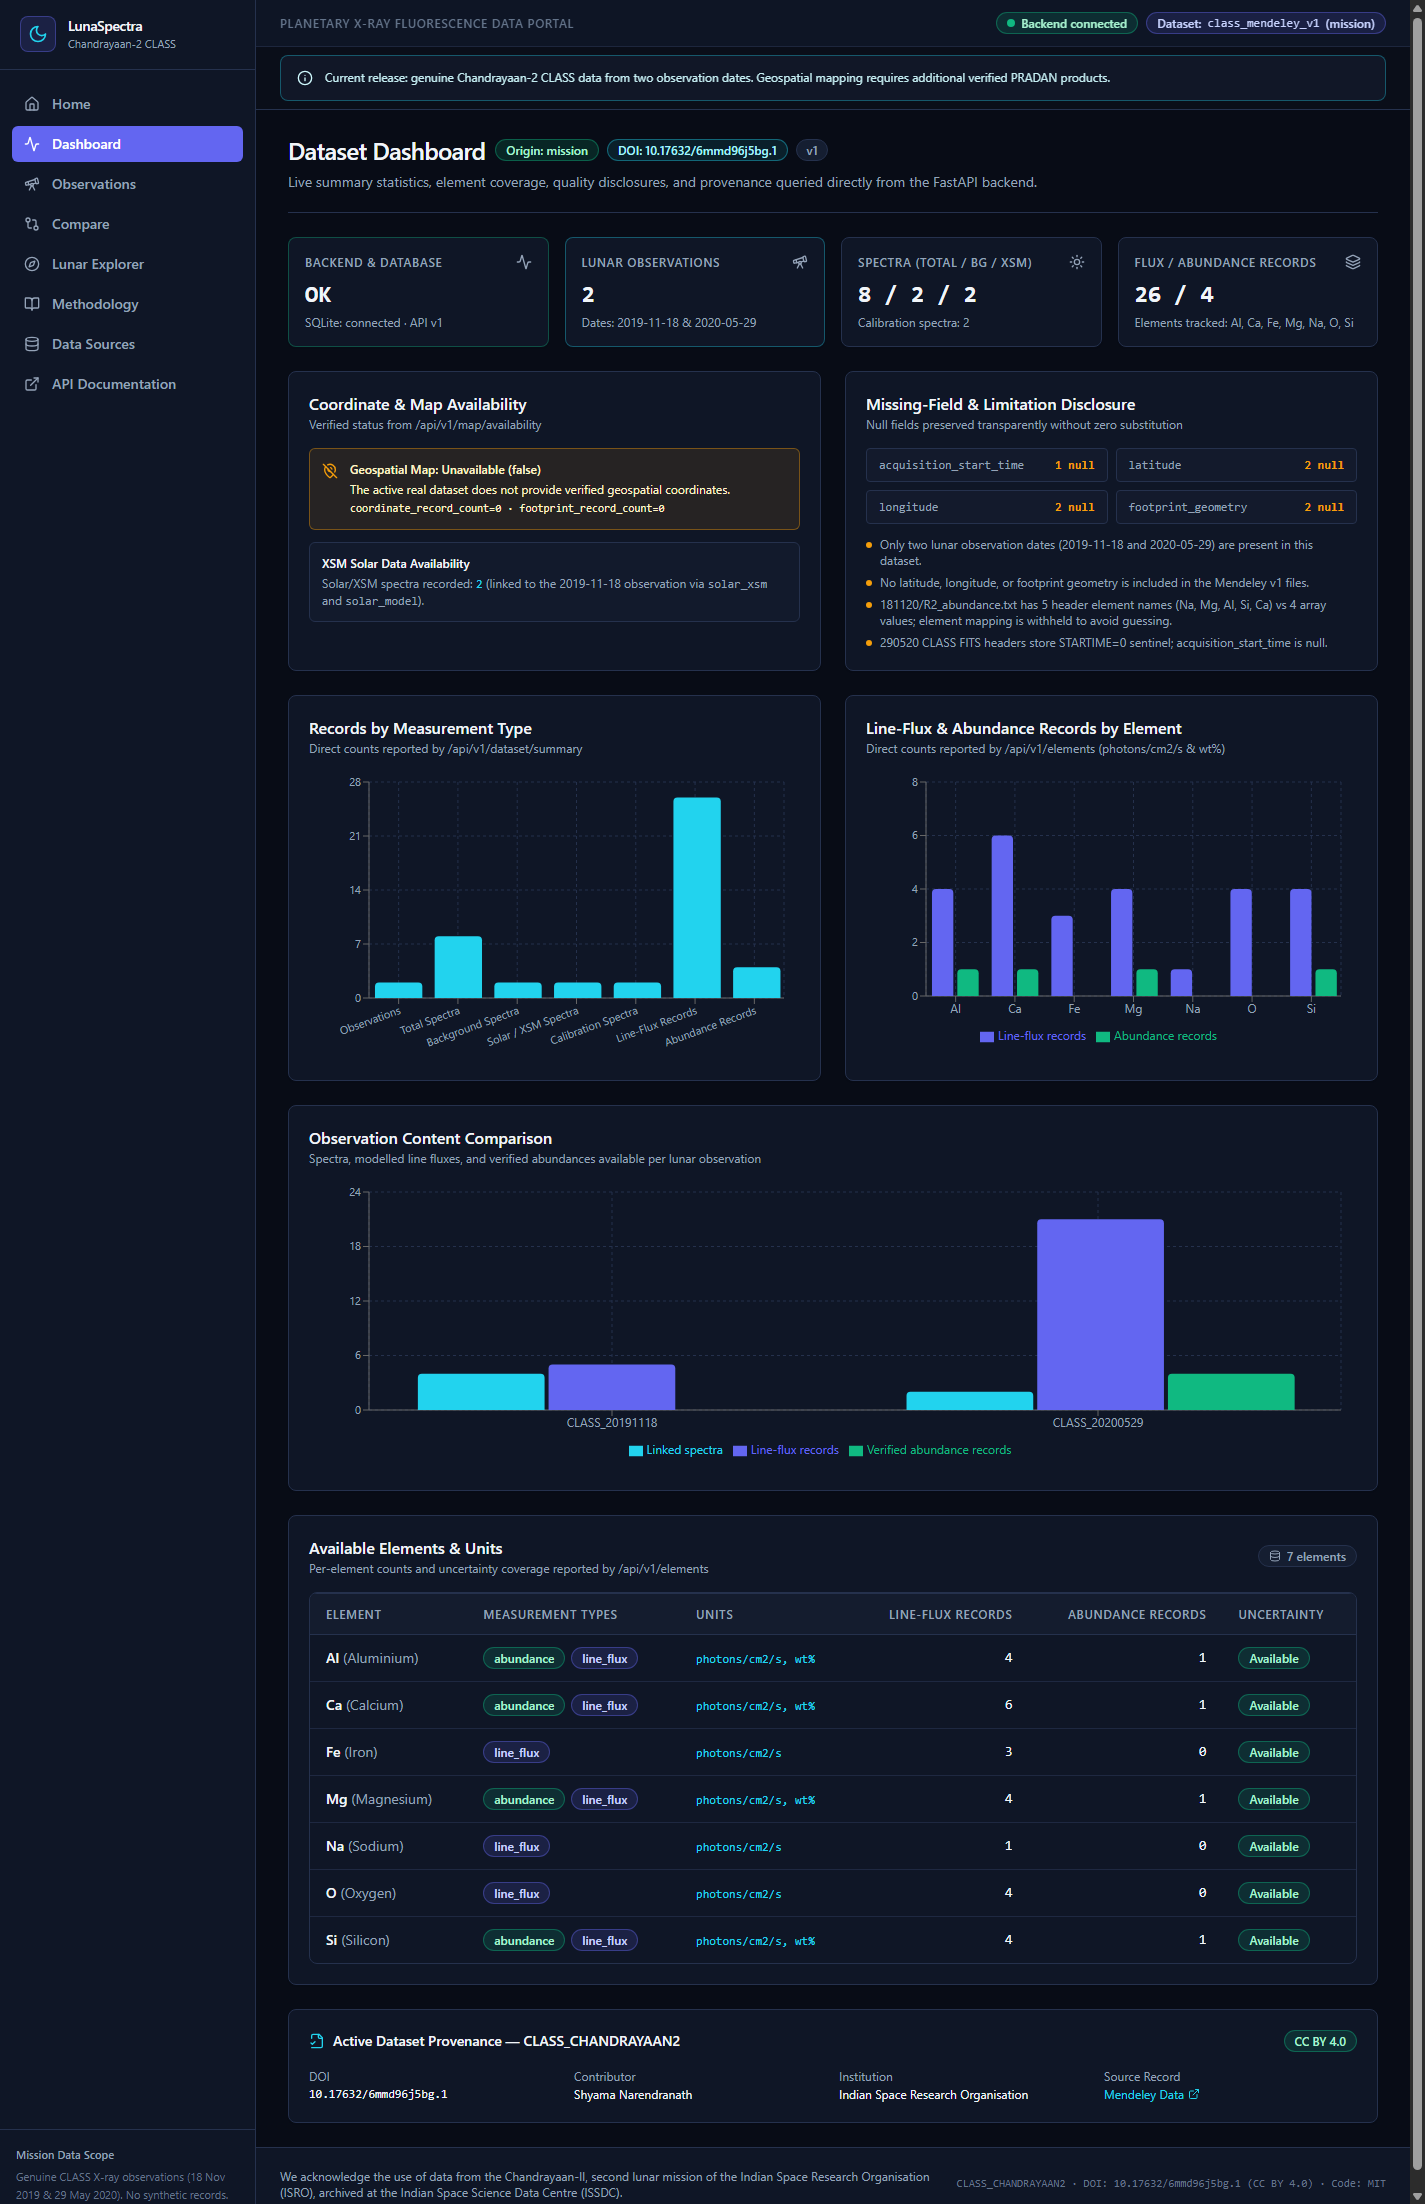 LunaSpectra
Chandrayaan-2 CLASS
Home
Dashboard
Observations
Compare
Lunar Explorer
Methodology
Data Sources
API Documentation
Mission Data Scope
Genuine CLASS X-ray observations (18 Nov
2019 & 29 May 2020). No synthetic records.
PLANETARY X-RAY FLUORESCENCE DATA PORTAL
Backend connected
Dataset: class_mendeley_v1 (mission)
Current release: genuine Chandrayaan-2 CLASS data from two observation dates. Geospatial mapping requires additional verified PRADAN products.
Dataset Dashboard
Origin: mission
DOI: 10.17632/6mmd96j5bg.1
v1
Live summary statistics, element coverage, quality disclosures, and provenance queried directly from the FastAPI backend.
BACKEND & DATABASE
OK
SQLite: connected · API v1
LUNAR OBSERVATIONS
2
Dates: 2019-11-18 & 2020-05-29
SPECTRA (TOTAL / BG / XSM)
8 / 2 / 2
Calibration spectra: 2
FLUX / ABUNDANCE RECORDS
26 / 4
Elements tracked: Al, Ca, Fe, Mg, Na, O, Si
Coordinate & Map Availability
Verified status from /api/v1/map/availability
Geospatial Map: Unavailable (false)
The active real dataset does not provide verified geospatial coordinates.
coordinate_record_count=0 · footprint_record_count=0
XSM Solar Data Availability
Solar/XSM spectra recorded: 2 (linked to the 2019-11-18 observation via solar_xsm
and solar_model).
Missing-Field & Limitation Disclosure
Null fields preserved transparently without zero substitution
acquisition_start_time 1 null
latitude 2 null
longitude 2 null
footprint_geometry 2 null
Only two lunar observation dates (2019-11-18 and 2020-05-29) are present in this
dataset.
No latitude, longitude, or footprint geometry is included in the Mendeley v1 files.
181120/R2_abundance.txt has 5 header element names (Na, Mg, Al, Si, Ca) vs 4 array
values; element mapping is withheld to avoid guessing.
290520 CLASS FITS headers store STARTIME=0 sentinel; acquisition_start_time is null.
Records by Measurement Type
Direct counts reported by /api/v1/dataset/summary
28
21
14
7
0
Observations
Total Spectra
Background Spectra
Solar / XSM Spectra
Calibration Spectra
Line-Flux Records
Abundance Records
Line-Flux & Abundance Records by Element
Direct counts reported by /api/v1/elements (photons/cm2/s & wt%)
8
6
4
2
0
Al Ca Fe Mg Na O Si
Line-flux records Abundance records
Observation Content Comparison
Spectra, modelled line fluxes, and verified abundances available per lunar observation
24
18
12
6
0
CLASS_20191118 CLASS_20200529
Linked spectra Line-flux records Verified abundance records
Available Elements & Units
Per-element counts and uncertainty coverage reported by /api/v1/elements
7 elements
ELEMENT MEASUREMENT TYPES UNITS LINE-FLUX RECORDS ABUNDANCE RECORDS UNCERTAINTY
Al (Aluminium) abundance line_flux photons/cm2/s, wt% 4 1 Available
Ca (Calcium) abundance line_flux photons/cm2/s, wt% 6 1 Available
Fe (Iron) line_flux photons/cm2/s 3 0 Available
Mg (Magnesium) abundance line_flux photons/cm2/s, wt% 4 1 Available
Na (Sodium) line_flux photons/cm2/s 1 0 Available
O (Oxygen) line_flux photons/cm2/s 4 0 Available
Si (Silicon) abundance line_flux photons/cm2/s, wt% 4 1 Available
Active Dataset Provenance — CLASS_CHANDRAYAAN2
CC BY 4.0
DOI
10.17632/6mmd96j5bg.1
Contributor
Shyama Narendranath
Institution
Indian Space Research Organisation
Source Record
Mendeley Data
We acknowledge the use of data from the Chandrayaan-II, second lunar mission of the Indian Space Research Organisation
(ISRO), archived at the Indian Space Science Data Centre (ISSDC).
CLASS_CHANDRAYAAN2 · DOI: 10.17632/6mmd96j5bg.1 (CC BY 4.0) · Code: MIT